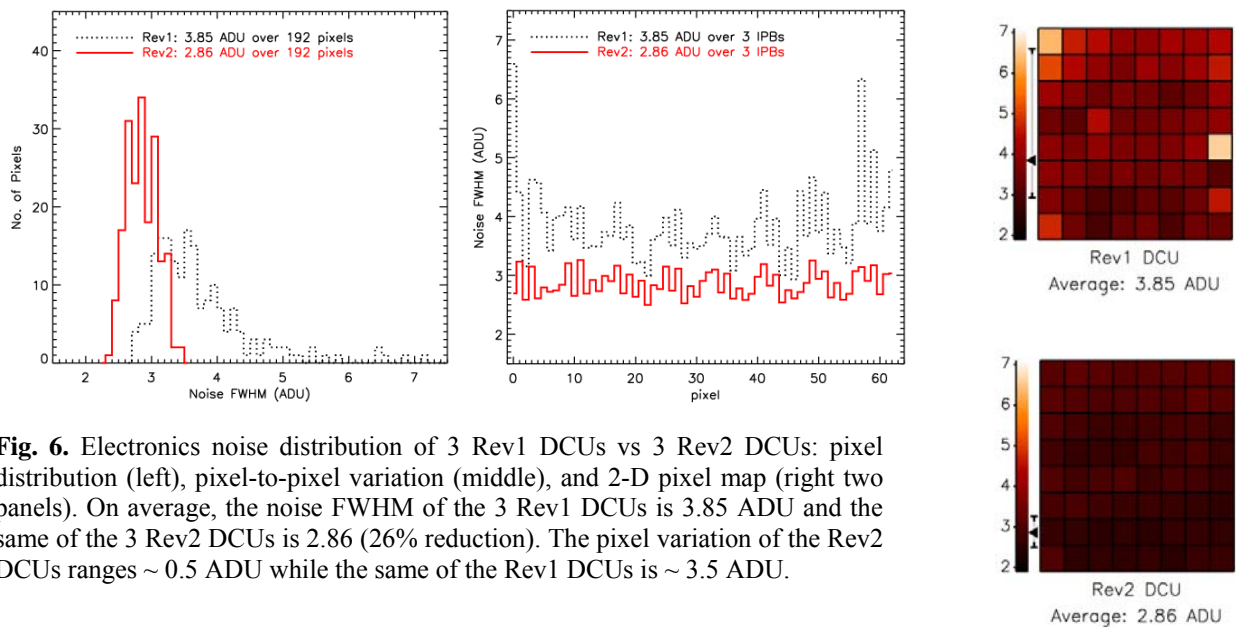 Rev1: 3.85 ADU over 192 pixels
Rev2: 2.86 ADU over 192 pixels
40
30
20
10
0
No. of Pixels
2 3 4 5 6 7
Noise FWHM (ADU)
Rev1: 3.85 ADU over 3 IPBs
Rev2: 2.86 ADU over 3 IPBs
7
6
5
4
3
2
Noise FWHM (ADU)
0 10 20 30 40 50 60
pixel
7
6
5
4
3
2
Rev1 DCU
Average: 3.85 ADU
7
6
5
4
3
2
Rev2 DCU
Average: 2.86 ADU
Fig. 6. Electronics noise distribution of 3 Rev1 DCUs vs 3 Rev2 DCUs: pixel
distribution (left), pixel-to-pixel variation (middle), and 2-D pixel map (right two
panels). On average, the noise FWHM of the 3 Rev1 DCUs is 3.85 ADU and the
same of the 3 Rev2 DCUs is 2.86 (26% reduction). The pixel variation of the Rev2
DCUs ranges ~ 0.5 ADU while the same of the Rev1 DCUs is ~ 3.5 ADU.